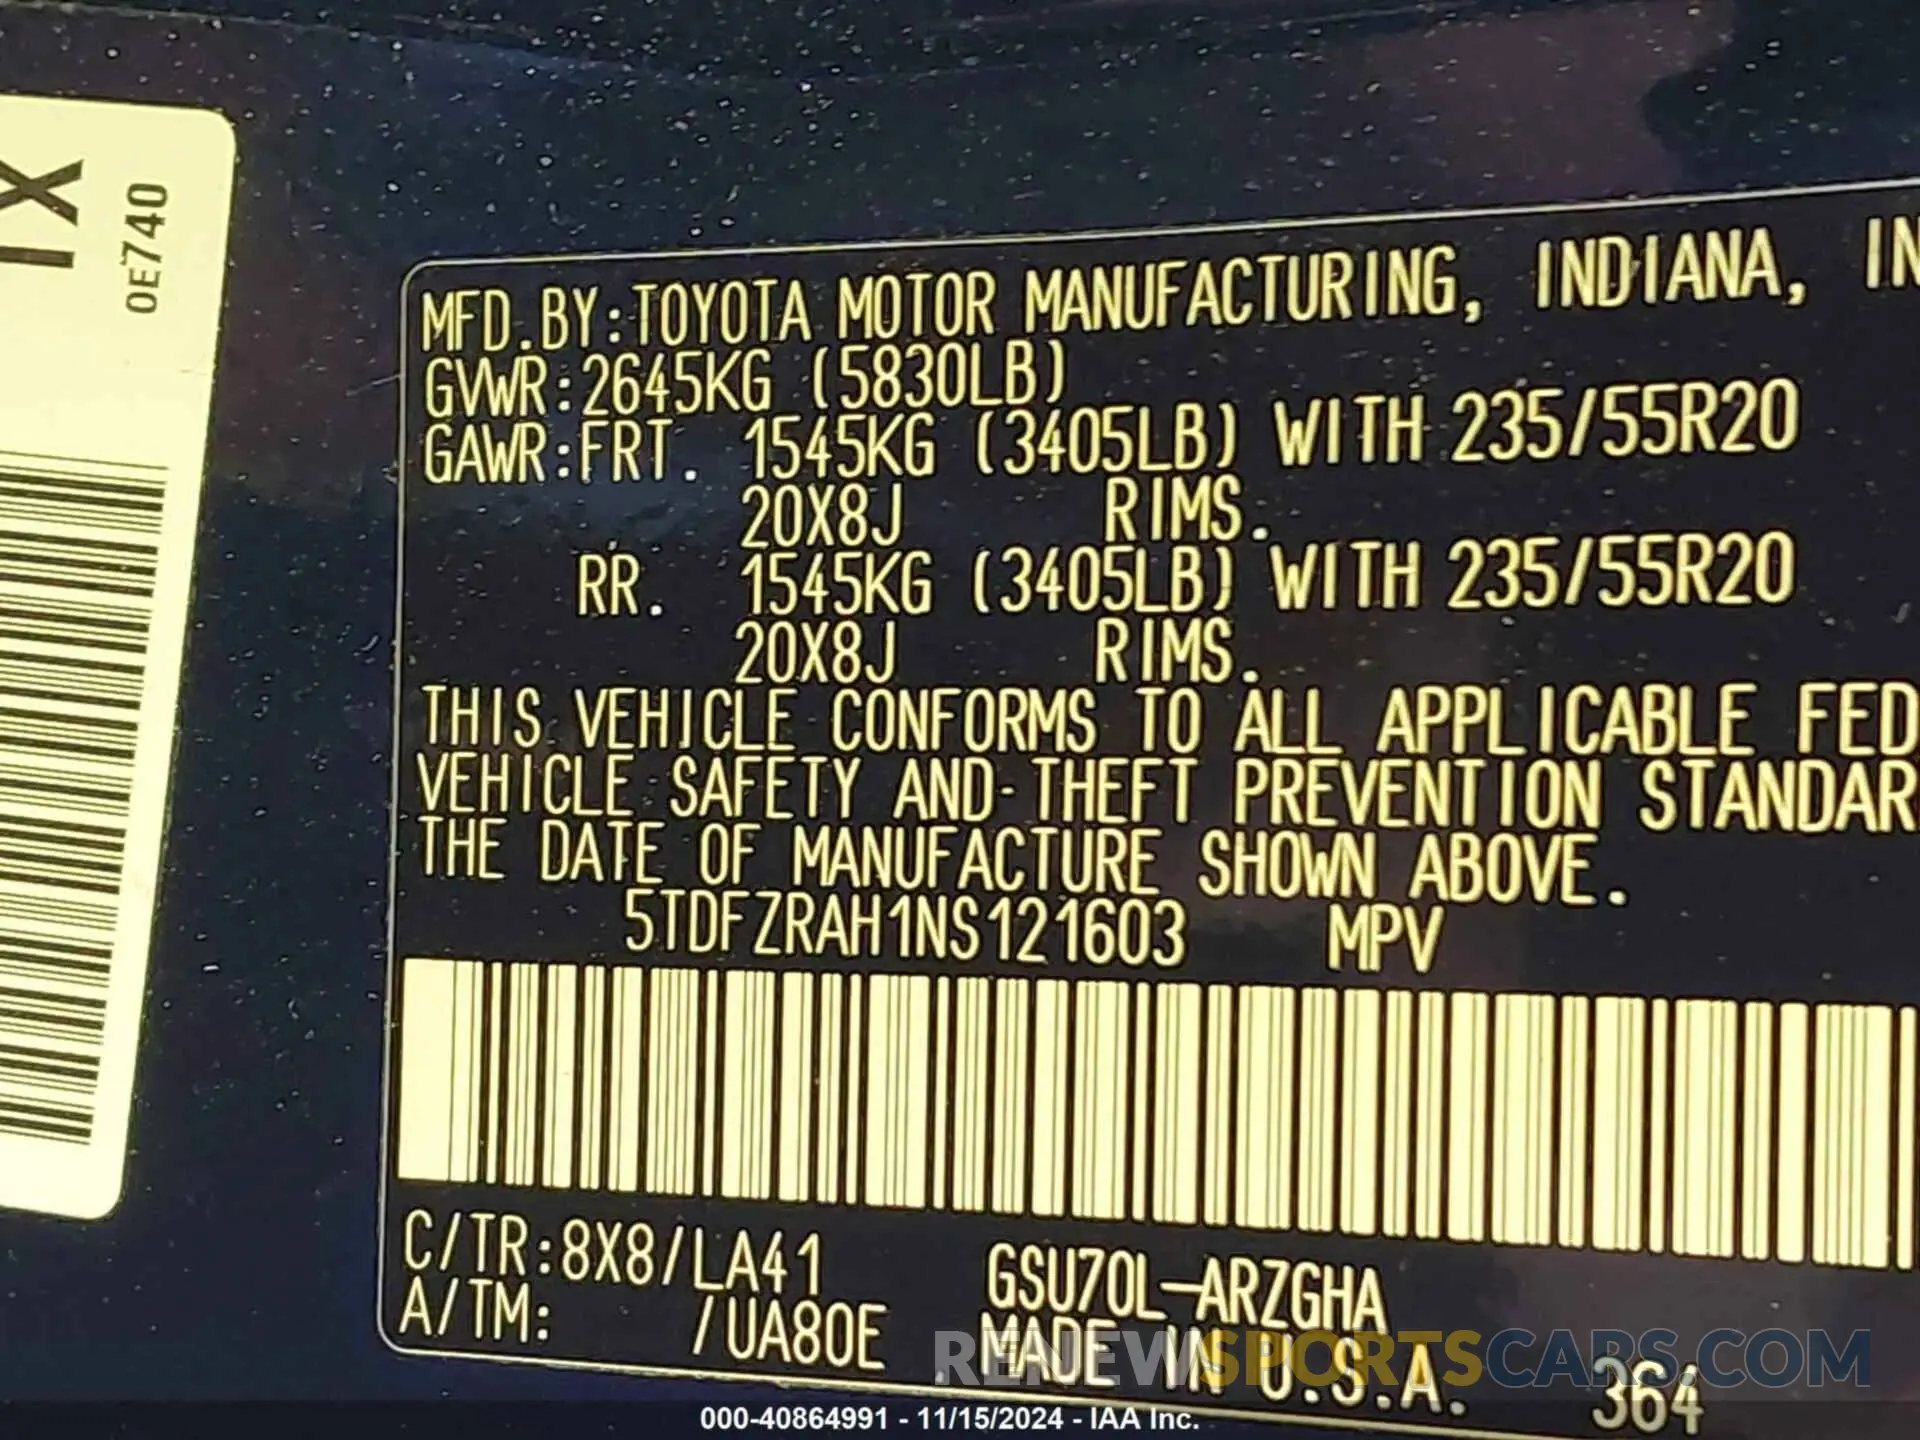 IX
0E740
MFD.BY:TOYOTA MOTOR MANUFACTURING, INDIANA, IN
GVWR:2645KG (5830LB)
GAWR:FRT. 1545KG (3405LB) WITH 235/55R20
20X8J RIMS.
RR. 1545KG (3405LB) WITH 235/55R20
20X8J RIMS.
THIS VEHICLE CONFORMS TO ALL APPLICABLE FED
VEHICLE SAFETY AND THEFT PREVENTION STANDAR
THE DATE OF MANUFACTURE SHOWN ABOVE.
5TDFZRAH1NS121603 MPV
C/TR:8X8/LA41 GSU70L-ARZGHA
A/TM: /UA80E MADE IN U.S.A. 364
RENEWSPORTSCARS.COM
000-40864991 - 11/15/2024 - IAA Inc.